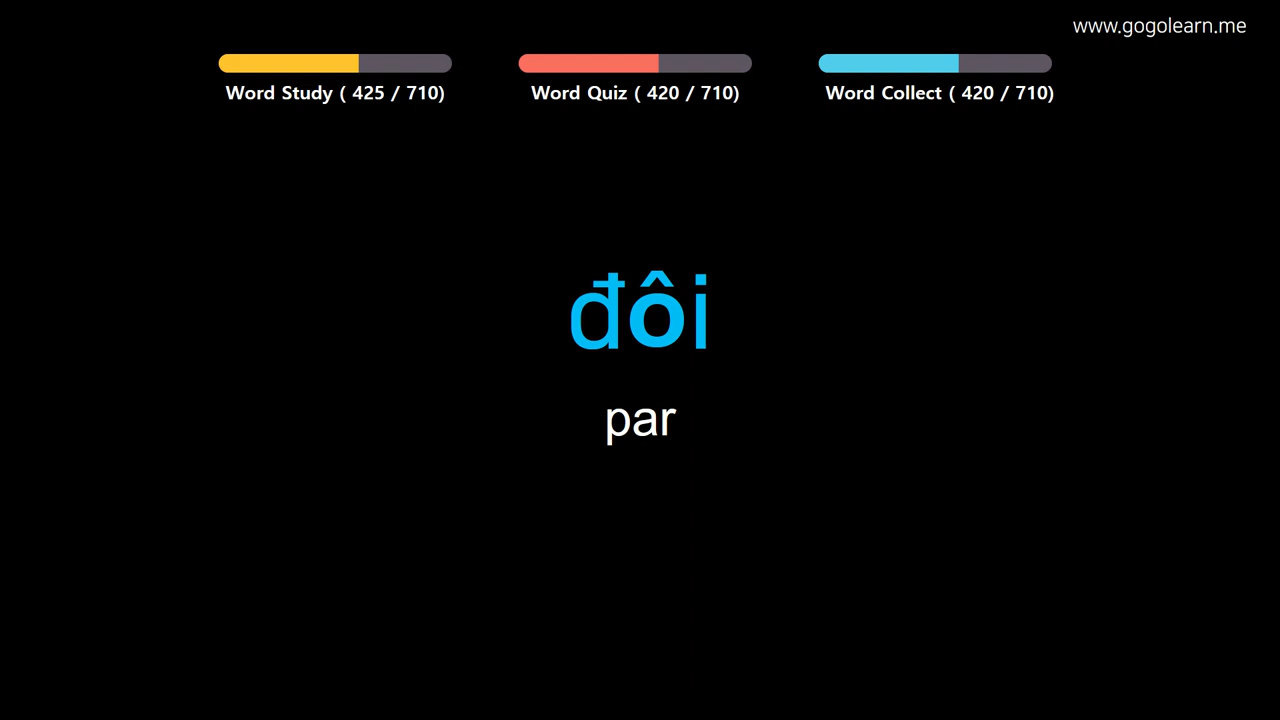 www.gogolearn.me
Word Study ( 425 / 710)
Word Quiz ( 420 / 710)
Word Collect ( 420 / 710)
đôi
par